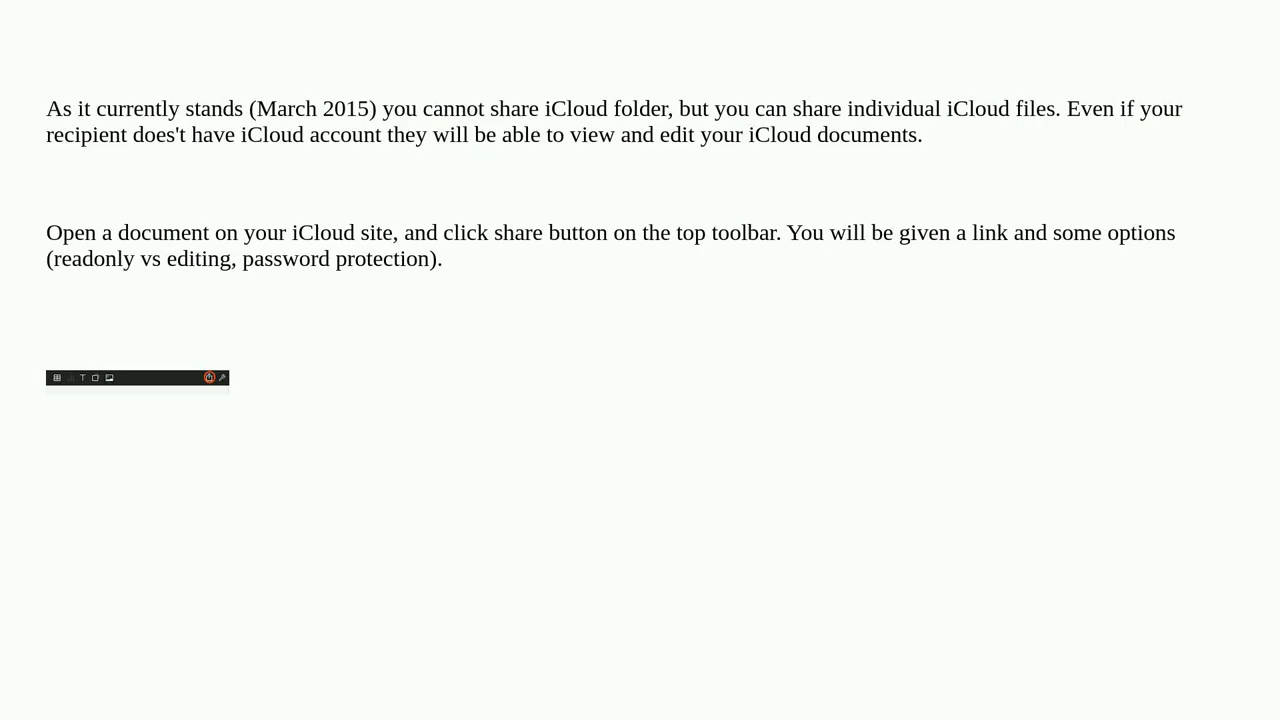 As it currently stands (March 2015) you cannot share iCloud folder, but you can share individual iCloud files. Even if your
recipient does't have iCloud account they will be able to view and edit your iCloud documents.
Open a document on your iCloud site, and click share button on the top toolbar. You will be given a link and some options
(readonly vs editing, password protection).